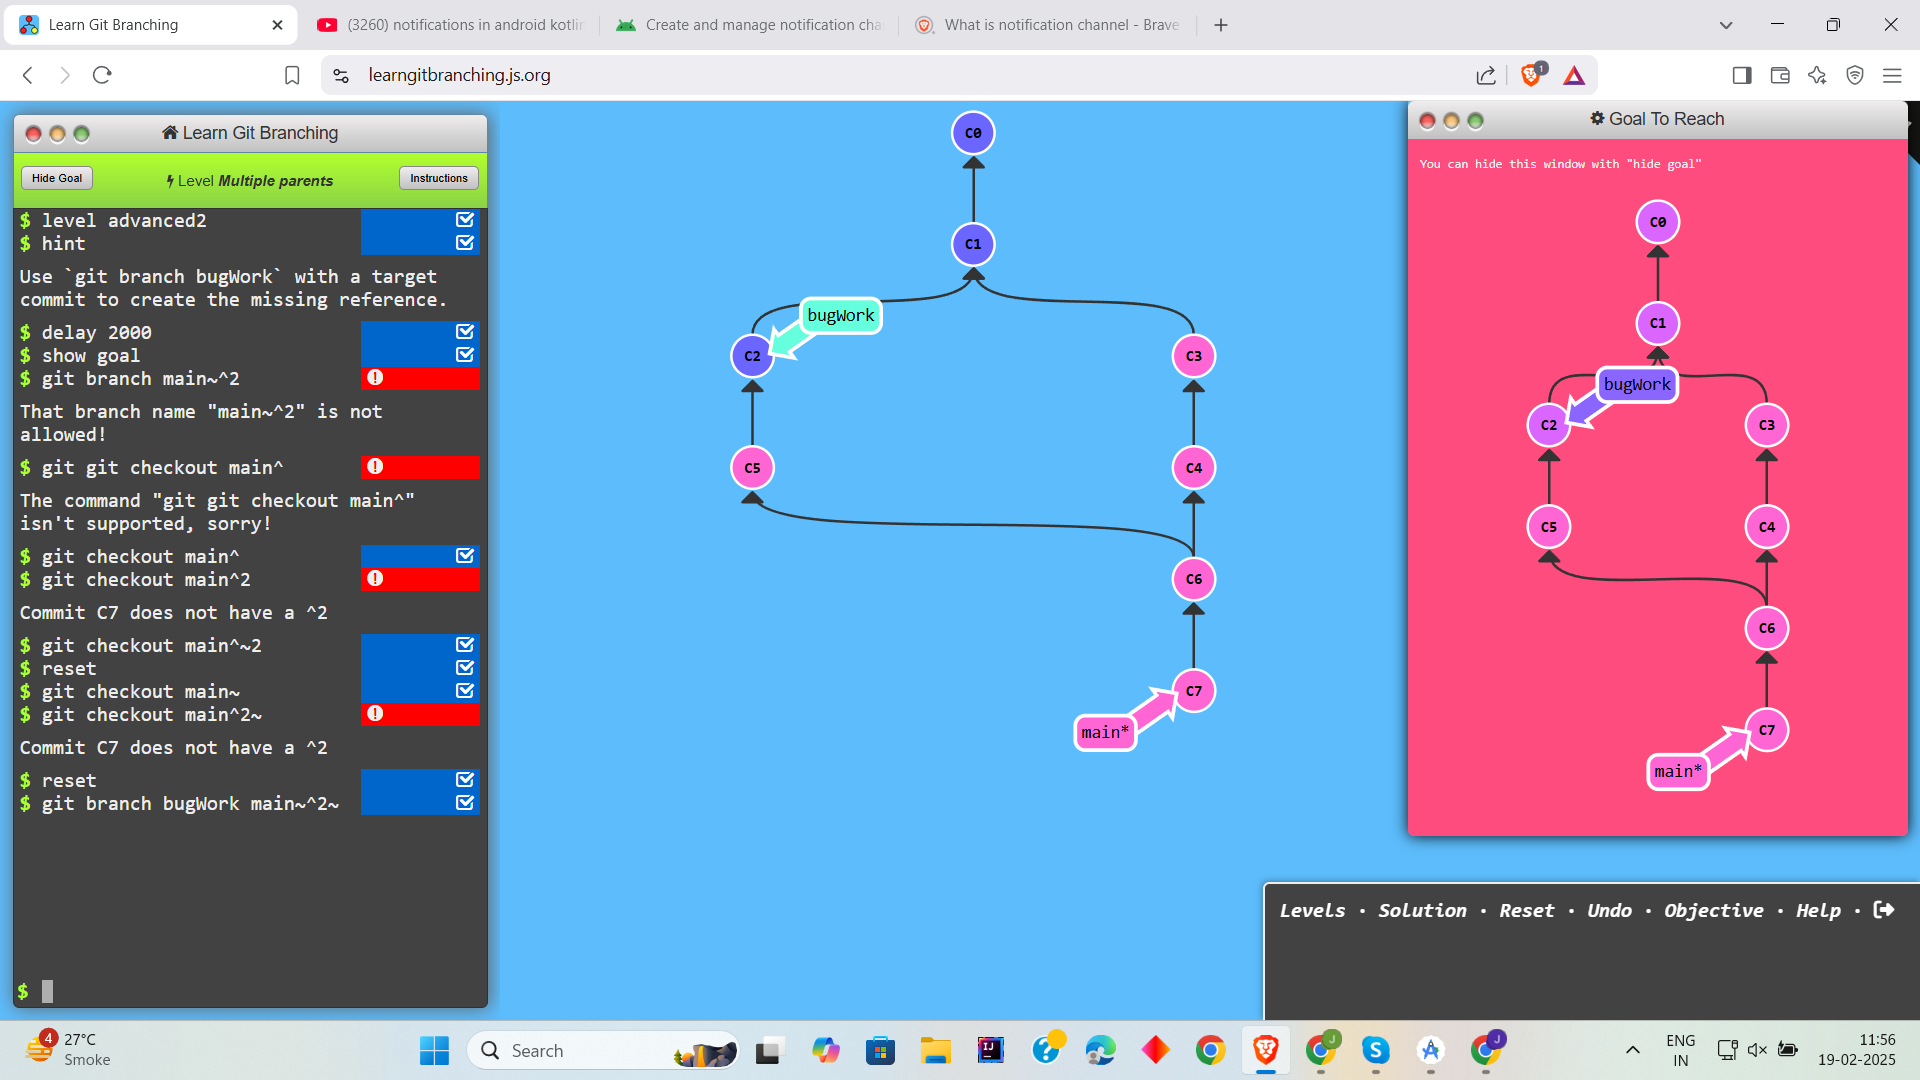 Learn Git Branching
(3260) notifications in android kotlin
Create and manage notification cha
What is notification channel - Brave
learngitbranching.js.org
1
Learn Git Branching
Hide Goal
Level Multiple parents
Instructions
$ level advanced2
$ hint
Use `git branch bugWork` with a target
commit to create the missing reference.
$ delay 2000
$ show goal
$ git branch main~^2
That branch name "main~^2" is not
allowed!
$ git git checkout main^
The command "git git checkout main^"
isn't supported, sorry!
$ git checkout main^
$ git checkout main^2
Commit C7 does not have a ^2
$ git checkout main^~2
$ reset
$ git checkout main~
$ git checkout main^2~
Commit C7 does not have a ^2
$ reset
$ git branch bugWork main~^2~
$
C0
C1
bugWork
C2
C3
C5
C4
C6
C7
main*
Goal To Reach
You can hide this window with "hide goal"
C0
C1
bugWork
C2
C3
C5
C4
C6
C7
main*
Levels · Solution · Reset · Undo · Objective · Help ·
4
27°C
Smoke
Search
IJ
J
J
ENG
IN
11:56
19-02-2025